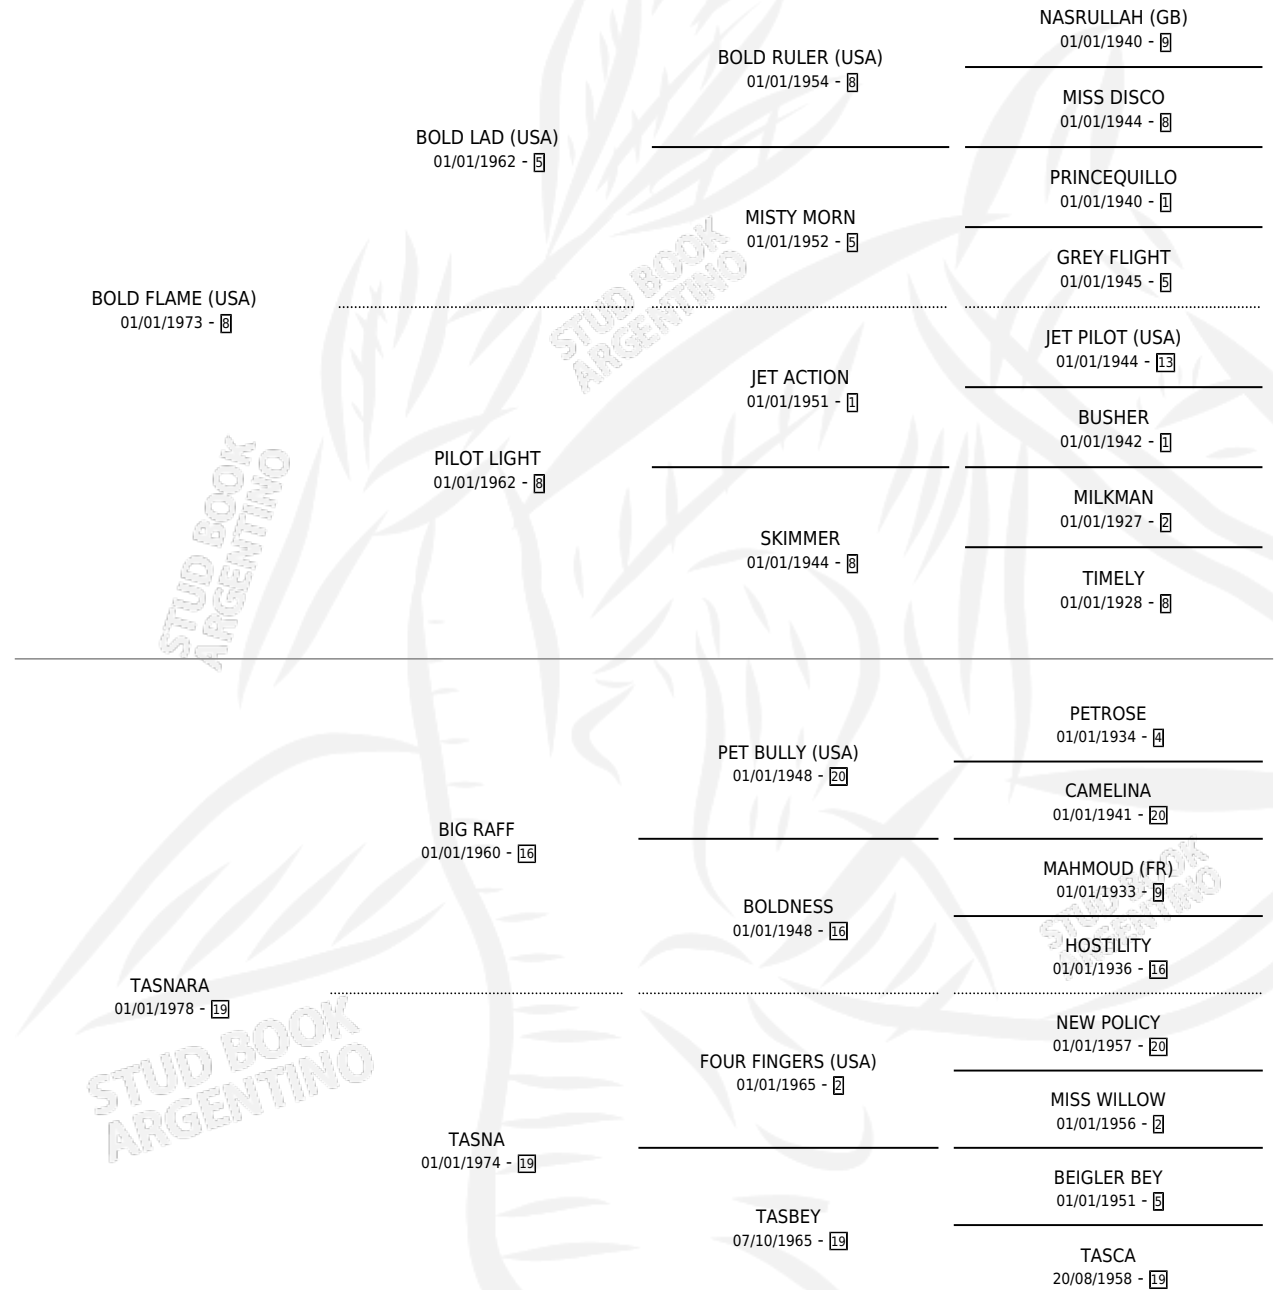 NASRULLAH (GB)
01/01/1940 - 9
BOLD RULER (USA)
01/01/1954 - 8
MISS DISCO
01/01/1944 - 8
BOLD LAD (USA)
01/01/1962 - 5
PRINCEQUILLO
01/01/1940 - 1
MISTY MORN
01/01/1952 - 5
GREY FLIGHT
01/01/1945 - 5
BOLD FLAME (USA)
01/01/1973 - 8
JET PILOT (USA)
01/01/1944 - 13
JET ACTION
01/01/1951 - 1
BUSHER
01/01/1942 - 1
PILOT LIGHT
01/01/1962 - 8
MILKMAN
01/01/1927 - 2
SKIMMER
01/01/1944 - 8
TIMELY
01/01/1928 - 8
PETROSE
01/01/1934 - 4
PET BULLY (USA)
01/01/1948 - 20
CAMELINA
01/01/1941 - 20
BIG RAFF
01/01/1960 - 16
MAHMOUD (FR)
01/01/1933 - 9
BOLDNESS
01/01/1948 - 16
HOSTILITY
01/01/1936 - 16
TASNARA
01/01/1978 - 19
NEW POLICY
01/01/1957 - 20
FOUR FINGERS (USA)
01/01/1965 - 2
MISS WILLOW
01/01/1956 - 2
TASNA
01/01/1974 - 19
BEIGLER BEY
01/01/1951 - 5
TASBEY
07/10/1965 - 19
TASCA
20/08/1958 - 19
STUD BOOK
ARGENTINO
STUD BOOK
ARGENTINO
STUD BOOK
ARGENTINO
STUD BOOK
ARGENTINO